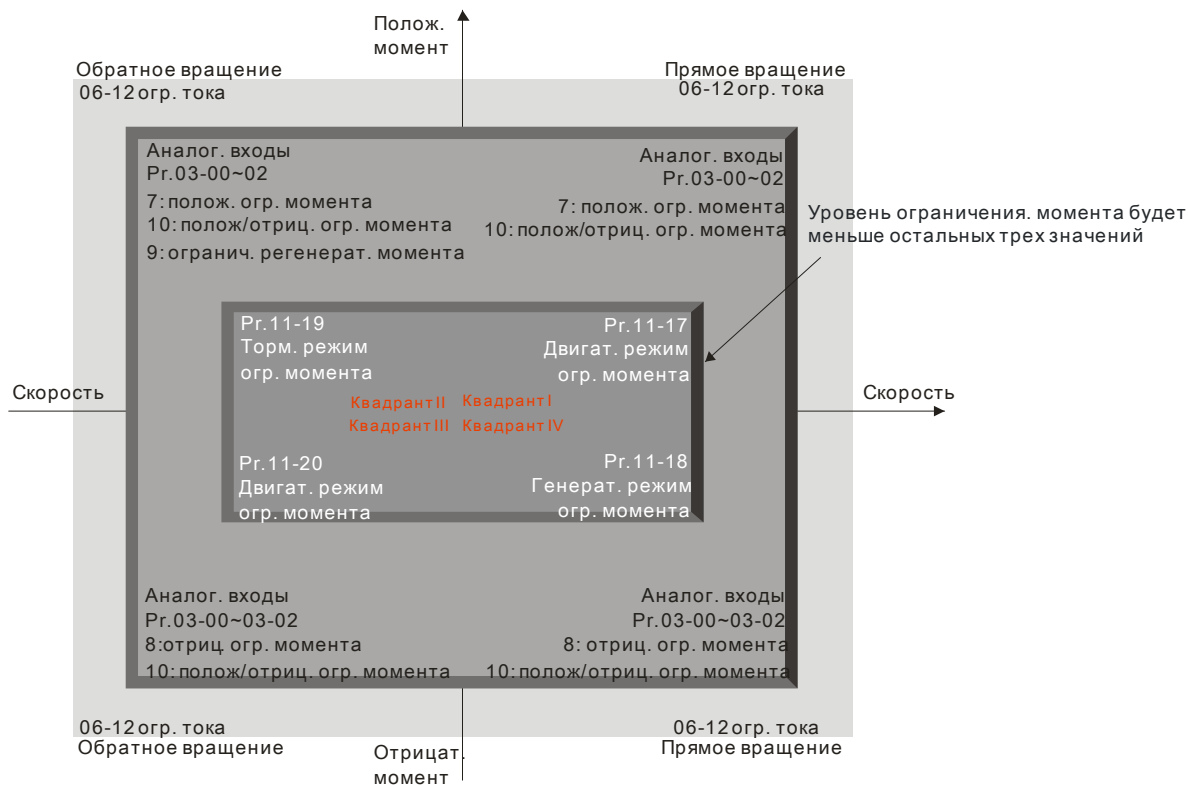 Полож.
момент
Обратное вращение
06-12 огр. тока
Прямое вращение
06-12 огр. тока
Аналог. входы
Pr.03-00~02
7: полож. огр. момента
10: полож/отриц. огр. момента
9: огранич. регенерат. момента
Аналог. входы
Pr.03-00~02
7: полож. огр. момента
10: полож/отриц. огр. момента
Уровень ограничения. момента будет
меньше остальных трех значений
Pr.11-19
Торм. режим
огр. момента
Pr.11-17
Двигат. режим
огр. момента
Скорость
Скорость
Квадрант II Квадрант I
Квадрант III Квадрант IV
Pr.11-20
Двигат. режим
огр. момента
Pr.11-18
Генерат. режим
огр. момента
Аналог. входы
Pr.03-00~03-02
8:отриц огр. момента
10: полож/отриц. огр. момента
Аналог. входы
Pr.03-00~03-02
8: отриц. огр. момента
10: полож/отриц. огр. момента
06-12 огр. тока
Обратное вращение
06-12 огр. тока
Прямое вращение
Отрицат.
момент